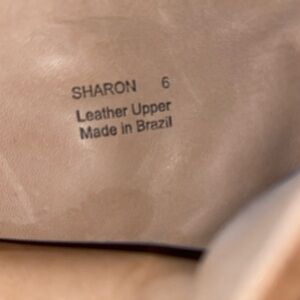 SHARON 6
Leather Upper
Made in Brazil